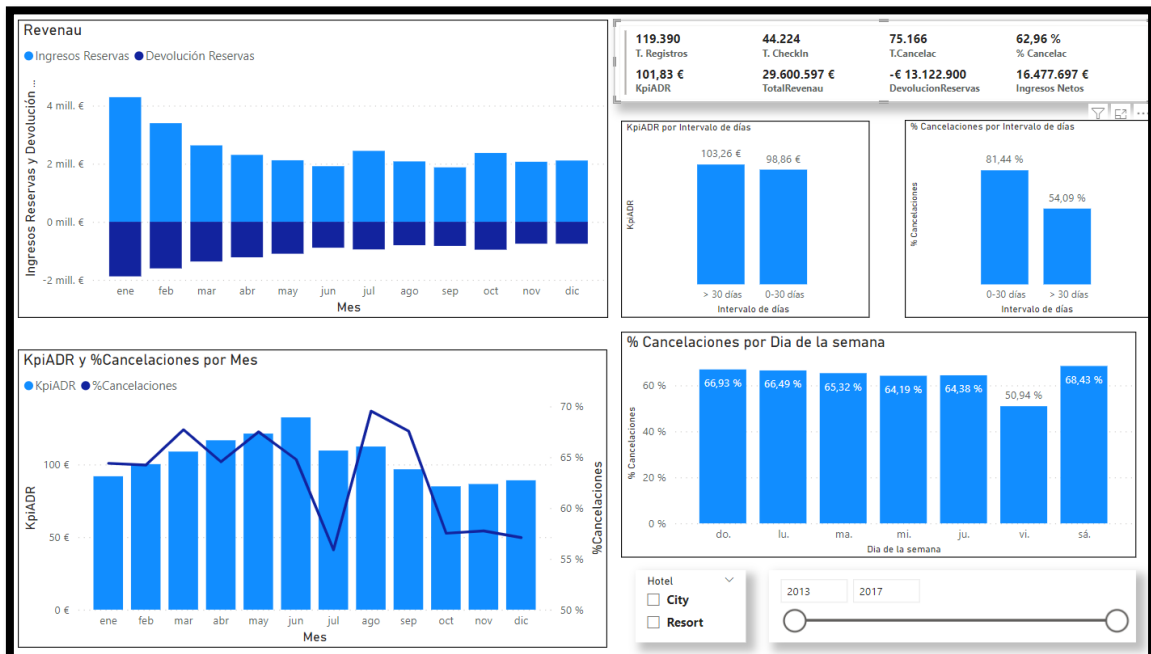 Revenau
Ingresos Reservas Devolución Reservas
Ingresos Reservas y Devolución ...
4 mill. €
2 mill. €
0 mill. €
-2 mill. €
ene feb mar abr may jun jul ago sep oct nov dic
Mes
119.390 44.224 75.166 62,96 %
T. Registros T. CheckIn T.Cancelac % Cancelac
101,83 € 29.600.597 € -€ 13.122.900 16.477.697 €
KpiADR TotalRevenau DevolucionReservas Ingresos Netos
KpiADR por Intervalo de días
KpiADR
103,26 € 98,86 €
> 30 días 0-30 días
Intervalo de días
% Cancelaciones por Intervalo de días
% Cancelaciones
81,44 %
54,09 %
0-30 días > 30 días
Intervalo de días
KpiADR y %Cancelaciones por Mes
KpiADR %Cancelaciones
KpiADR
100 €
50 €
0 €
70 %
65 %
60 %
55 %
50 %
%Cancelaciones
ene feb mar abr may jun jul ago sep oct nov dic
Mes
% Cancelaciones por Dia de la semana
% Cancelaciones
60 %
40 %
20 %
0 %
66,93 % 66,49 % 65,32 % 64,19 % 64,38 % 50,94 % 68,43 %
do. lu. ma. mi. ju. vi. sá.
Dia de la semana
Hotel
City
Resort
2013 2017